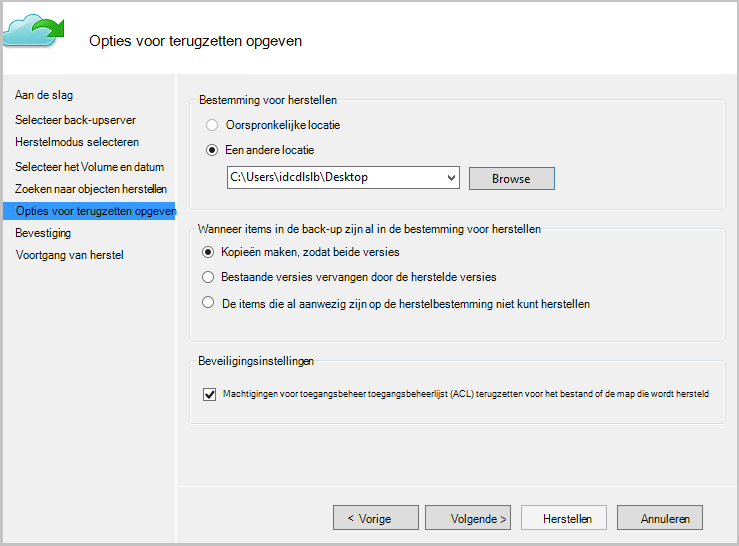 Opties voor terugzetten opgeven
Aan de slag
Selecteer back-upserver
Herstelmodus selecteren
Selecteer het Volume en datum
Zoeken naar objecten herstellen
Opties voor terugzetten opgeven
Bevestiging
Voortgang van herstel
Bestemming voor herstellen
Oorspronkelijke locatie
Een andere locatie
C:\Users\idcdlslb\Desktop
Browse
Wanneer items in de back-up zijn al in de bestemming voor herstellen
Kopieën maken, zodat beide versies
Bestaande versies vervangen door de herstelde versies
De items die al aanwezig zijn op de herstelbestemming niet kunt herstellen
Beveiligingsinstellingen
Machtigingen voor toegangsbeheer toegangsbeheerlijst (ACL) terugzetten voor het bestand of de map die wordt hersteld
< Vorige
Volgende >
Herstellen
Annuleren